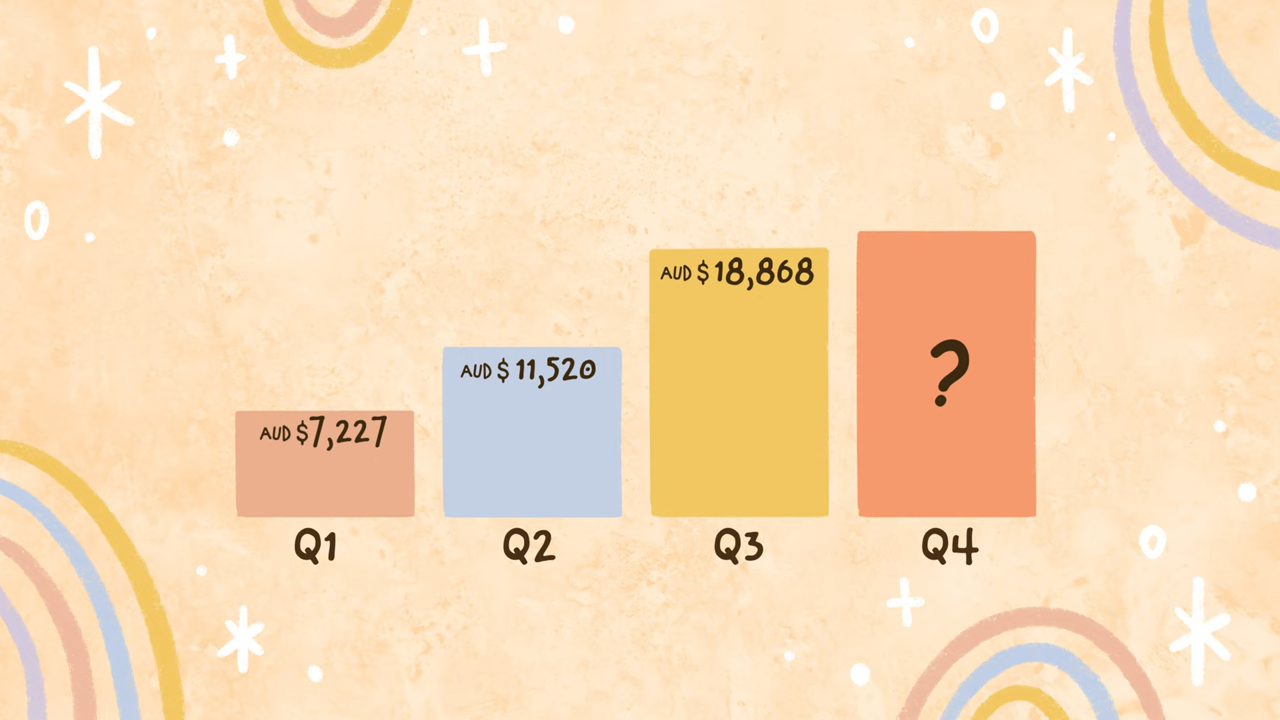 AUD $18,868
AUD $ 11,520
?
AUD $7,227
Q1 Q2 Q3 Q4